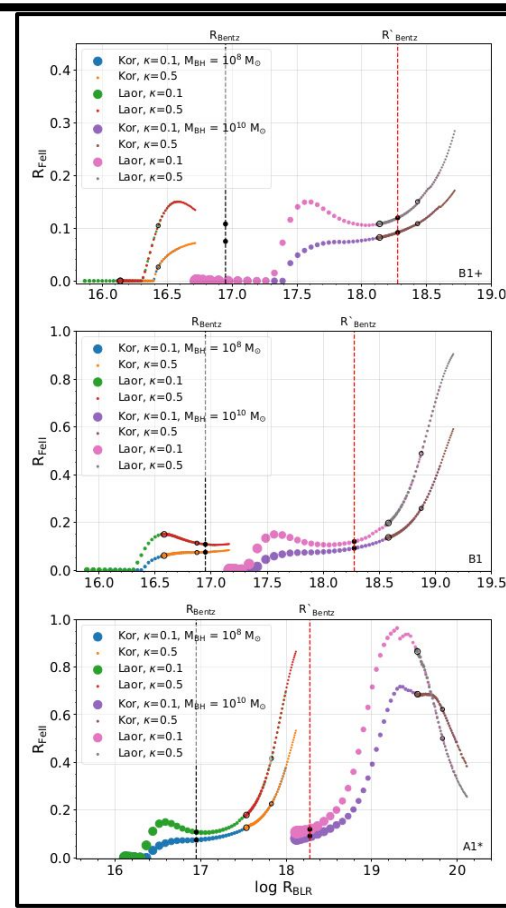 R_Bentz R`_Bentz
0.4
0.3
0.2
0.1
0.0
R_FeII
Kor, κ=0.1, M_BH = 10^8 M_⊙
Kor, κ=0.5
Laor, κ=0.1
Laor, κ=0.5
Kor, κ=0.1, M_BH = 10^10 M_⊙
Kor, κ=0.5
Laor, κ=0.1
Laor, κ=0.5
B1+
16.0 16.5 17.0 17.5 18.0 18.5 19.0
R_Bentz R`_Bentz
1.0
0.8
0.6
0.4
0.2
0.0
R_FeII
Kor, κ=0.1, M_BH = 10^8 M_⊙
Kor, κ=0.5
Laor, κ=0.1
Laor, κ=0.5
Kor, κ=0.1, M_BH = 10^10 M_⊙
Kor, κ=0.5
Laor, κ=0.1
Laor, κ=0.5
B1
16.0 16.5 17.0 17.5 18.0 18.5 19.0 19.5
R_Bentz R`_Bentz
1.0
0.8
0.6
0.4
0.2
0.0
R_FeII
Kor, κ=0.1, M_BH = 10^8 M_⊙
Kor, κ=0.5
Laor, κ=0.1
Laor, κ=0.5
Kor, κ=0.1, M_BH = 10^10 M_⊙
Kor, κ=0.5
Laor, κ=0.1
Laor, κ=0.5
A1*
16 17 18 19 20
log R_BLR